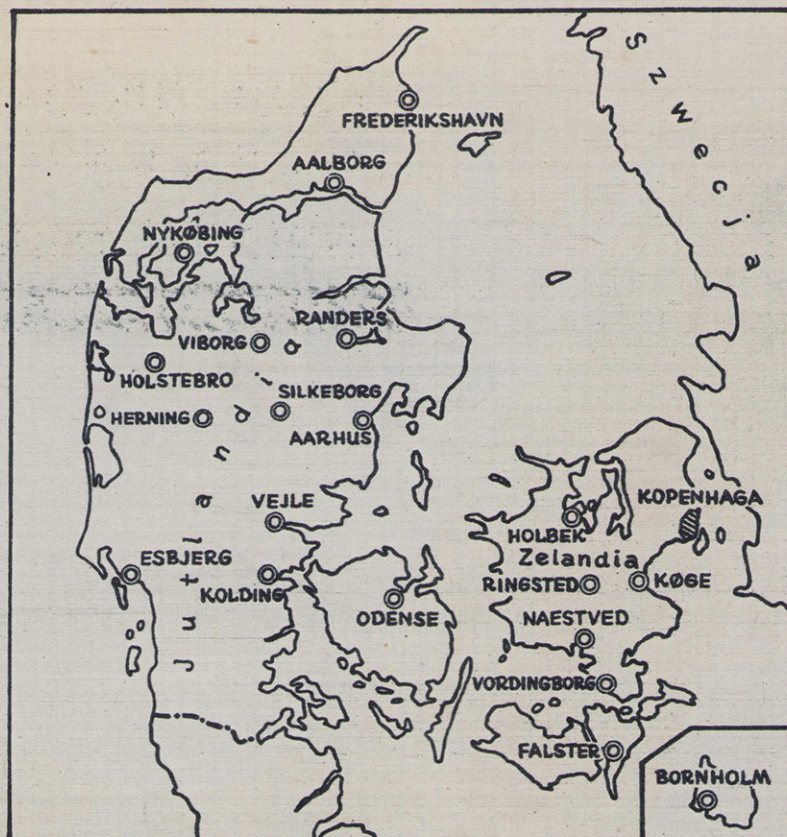 Szwecja
FREDERIKSHAVN
AALBORG
NYKØBING
RANDERS
VIBORG
HOLSTEBRO
SILKEBORG
HERNING
AARHUS
Jutlandia
VEJLE
KOPENHAGA
HOLBEK
Zelandia
ESBJERG
KOLDING
ODENSE
RINGSTED
KØGE
NAESTVED
VORDINGBORG
FALSTER
BORNHOLM